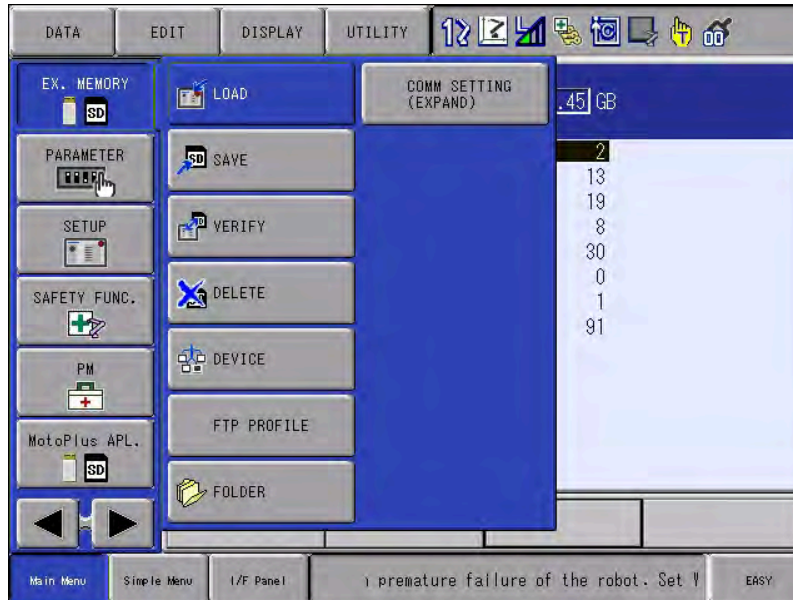 DATA
EDIT
DISPLAY
UTILITY
EX. MEMORY
SD
LOAD
COMM SETTING
(EXPAND)
.45 GB
PARAMETER
SD
SAVE
2
13
19
SETUP
VERIFY
8
30
SAFETY FUNC.
DELETE
0
1
91
PM
DEVICE
FTP PROFILE
MotoPlus APL.
SD
FOLDER
Main Menu
Simple Menu
I/F Panel
premature failure of the robot. Set
EASY